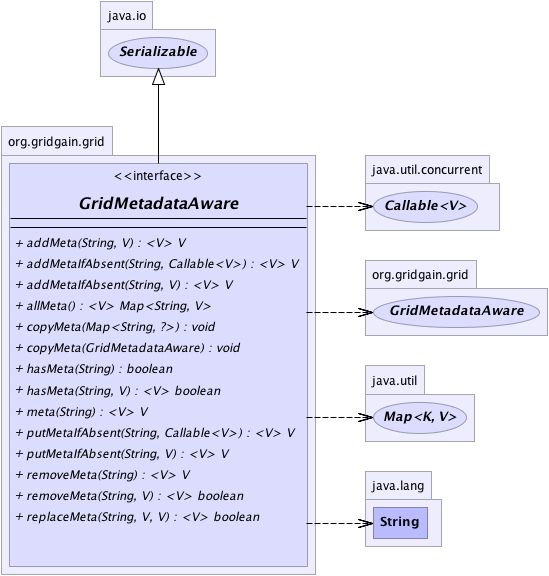 java.io
Serializable
org.gridgain.grid
<<interface>>
GridMetadataAware
+ addMeta(String, V) : <V> V
+ addMetaIfAbsent(String, Callable<V>) : <V> V
+ addMetaIfAbsent(String, V) : <V> V
+ allMeta() : <V> Map<String, V>
+ copyMeta(Map<String, ?>) : void
+ copyMeta(GridMetadataAware) : void
+ hasMeta(String) : boolean
+ hasMeta(String, V) : <V> boolean
+ meta(String) : <V> V
+ putMetaIfAbsent(String, Callable<V>) : <V> V
+ putMetaIfAbsent(String, V) : <V> V
+ removeMeta(String) : <V> V
+ removeMeta(String, V) : <V> boolean
+ replaceMeta(String, V, V) : <V> boolean
java.util.concurrent
Callable<V>
org.gridgain.grid
GridMetadataAware
java.util
Map<K, V>
java.lang
String